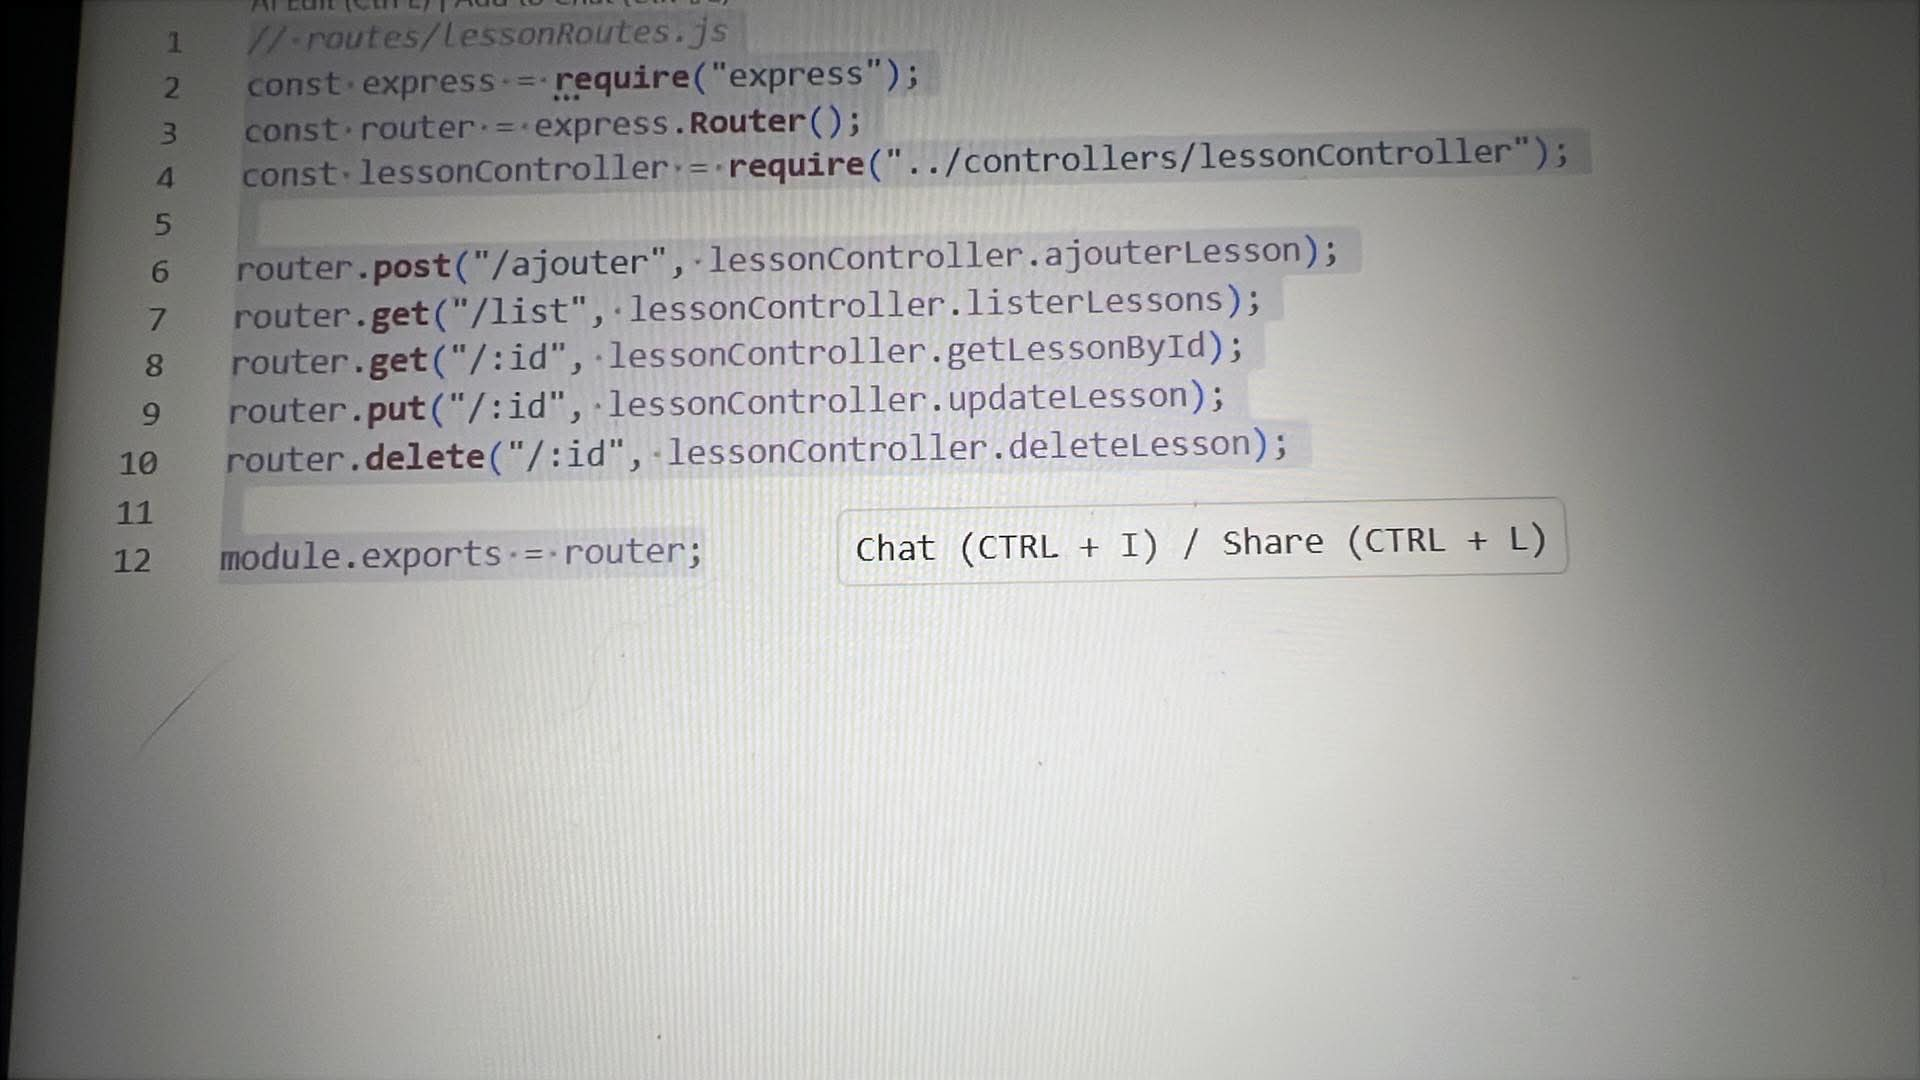 1 // routes/lessonRoutes.js
2 const express = require("express");
3 const router = express.Router();
4 const lessonController = require("../controllers/lessonController");
5
6 router.post("/ajouter", lessonController.ajouterLesson);
7 router.get("/list", lessonController.listerLessons);
8 router.get("/:id", lessonController.getLessonById);
9 router.put("/:id", lessonController.updateLesson);
10 router.delete("/:id", lessonController.deleteLesson);
11
12 module.exports = router; Chat (CTRL + I) / Share (CTRL + L)